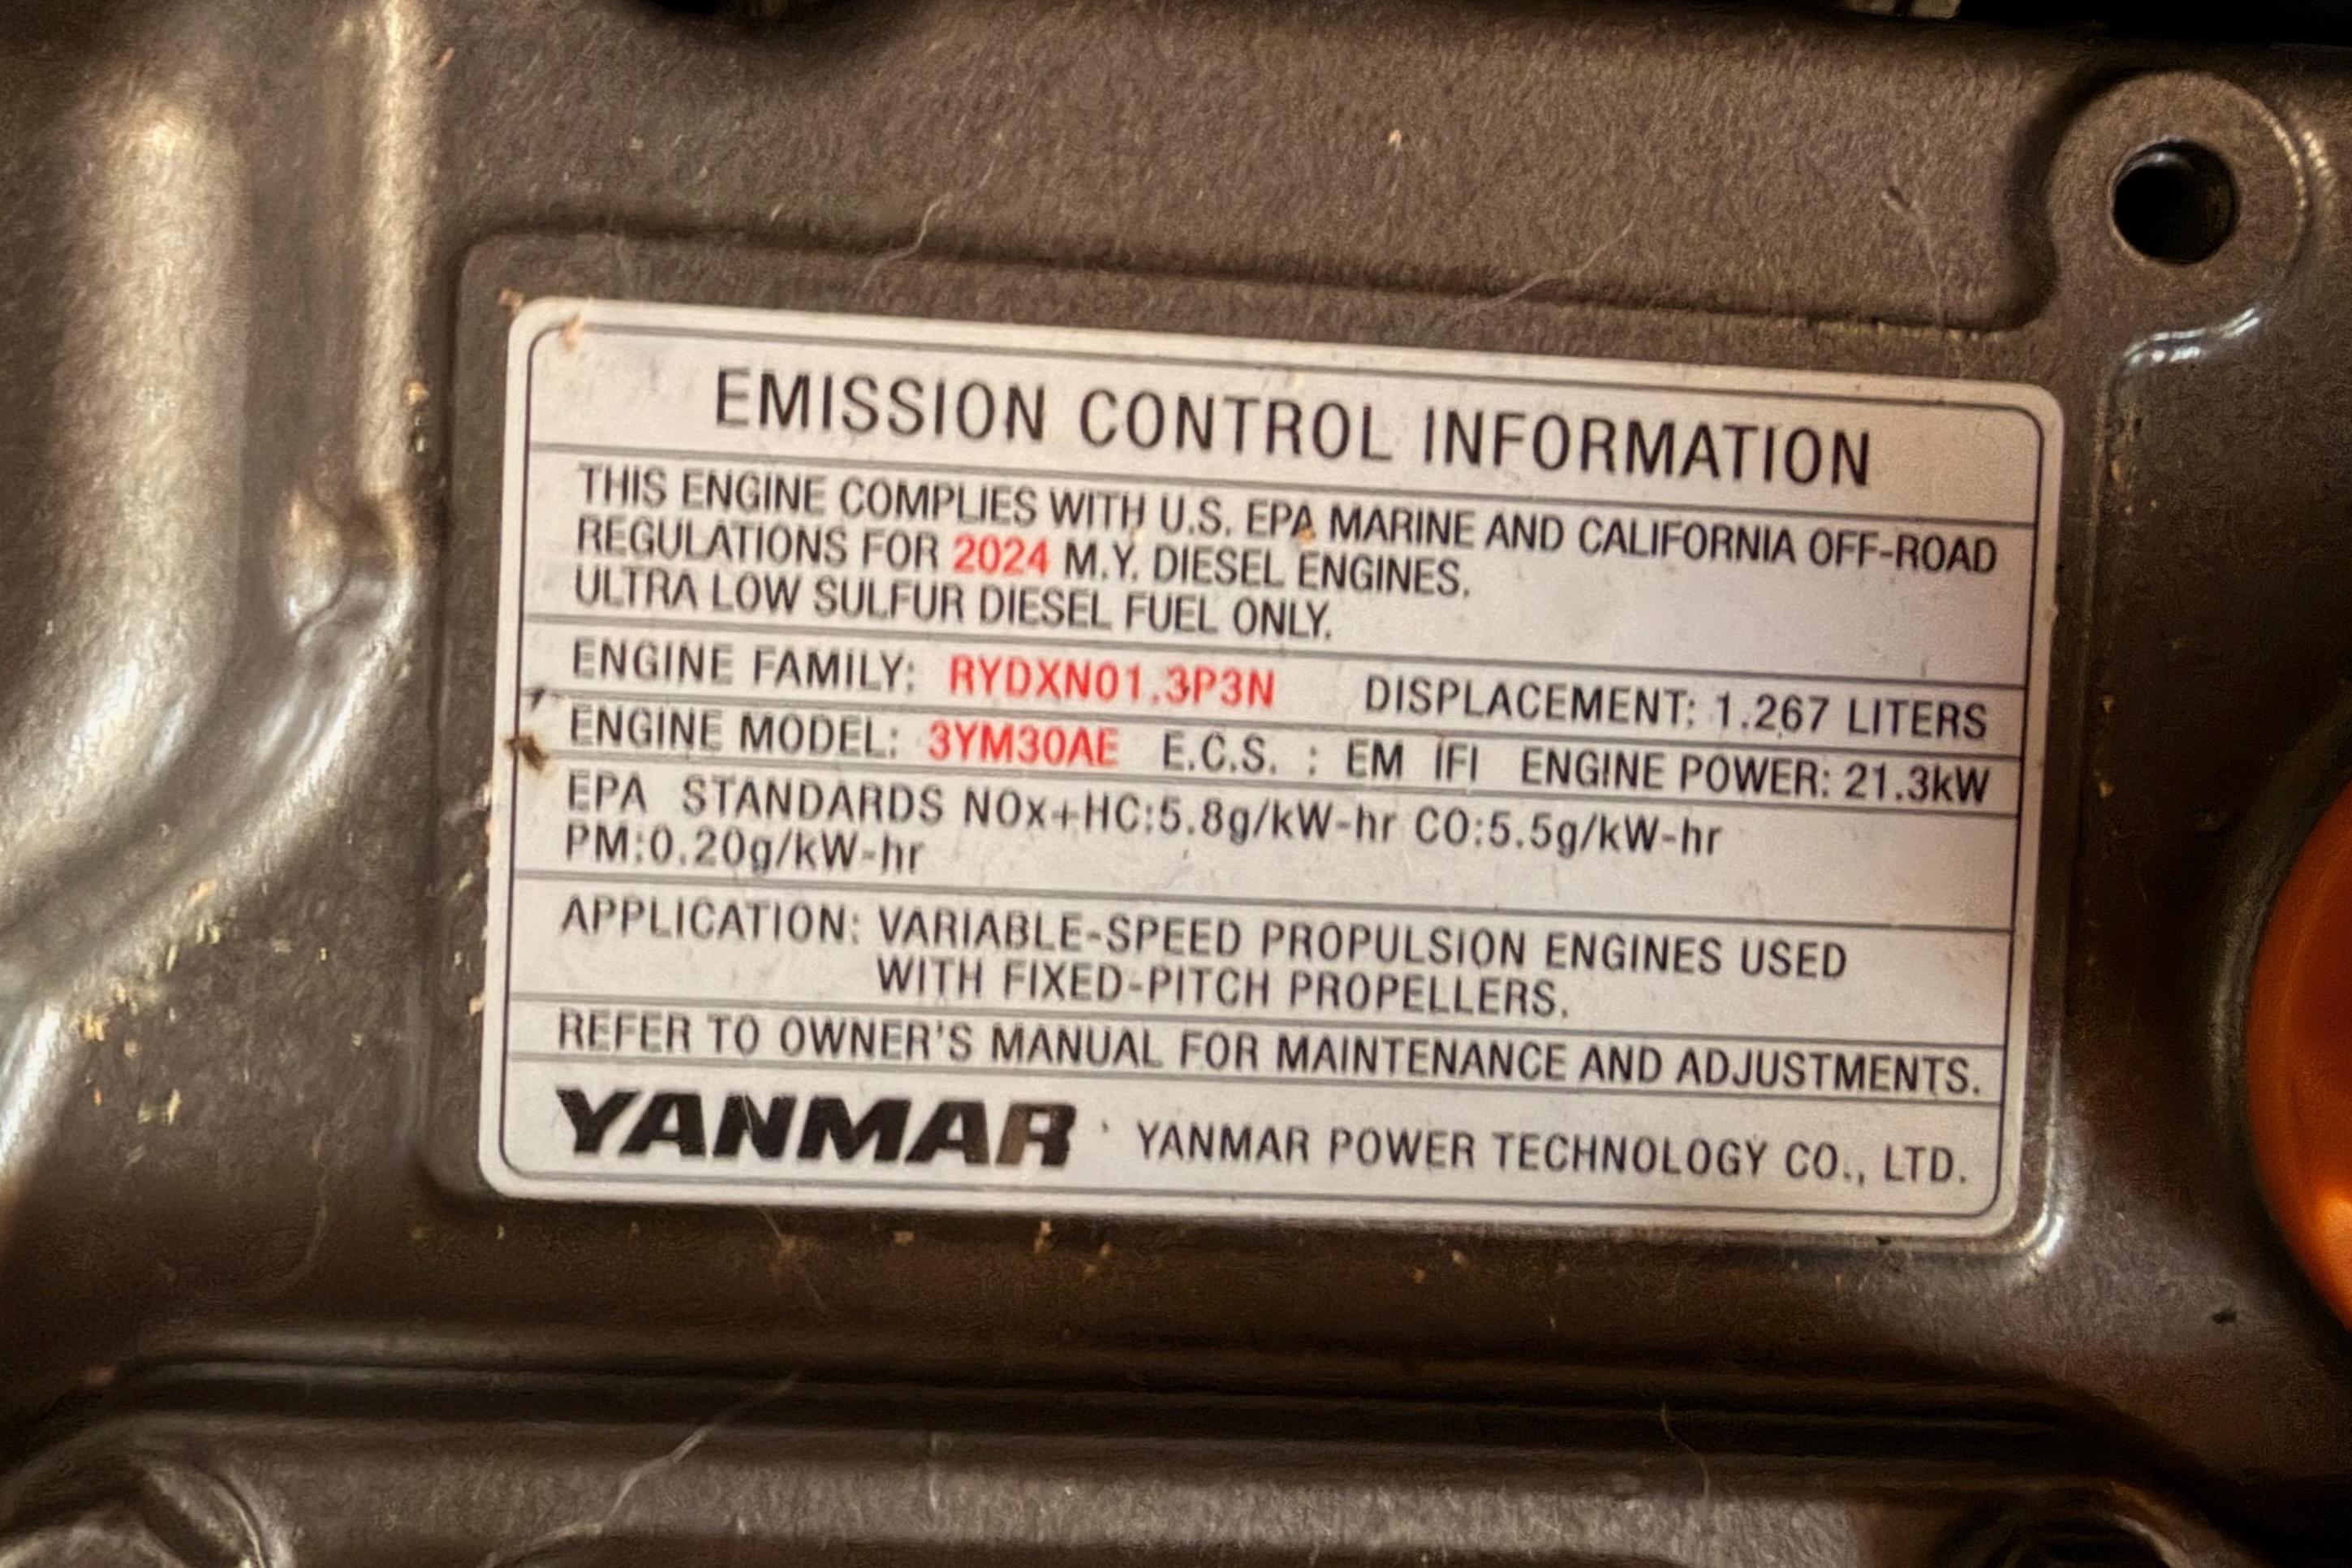 EMISSION CONTROL INFORMATION
THIS ENGINE COMPLIES WITH U.S. EPA MARINE AND CALIFORNIA OFF-ROAD
REGULATIONS FOR 2024 M.Y. DIESEL ENGINES.
ULTRA LOW SULFUR DIESEL FUEL ONLY.
ENGINE FAMILY: RYDXN01.3P3N DISPLACEMENT: 1.267 LITERS
ENGINE MODEL: 3YM30AE E.C.S. : EM IFI ENGINE POWER: 21.3kW
EPA STANDARDS NOx+HC:5.8g/kW-hr CO:5.5g/kW-hr
PM:0.20g/kW-hr
APPLICATION: VARIABLE-SPEED PROPULSION ENGINES USED
WITH FIXED-PITCH PROPELLERS.
REFER TO OWNER'S MANUAL FOR MAINTENANCE AND ADJUSTMENTS.
YANMAR YANMAR POWER TECHNOLOGY CO., LTD.